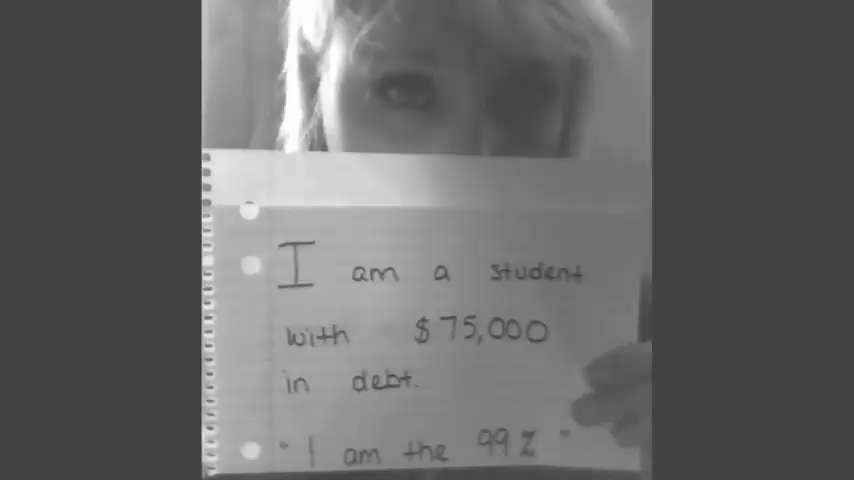 I am a student
with $75,000
in debt.
"I am the 99%"